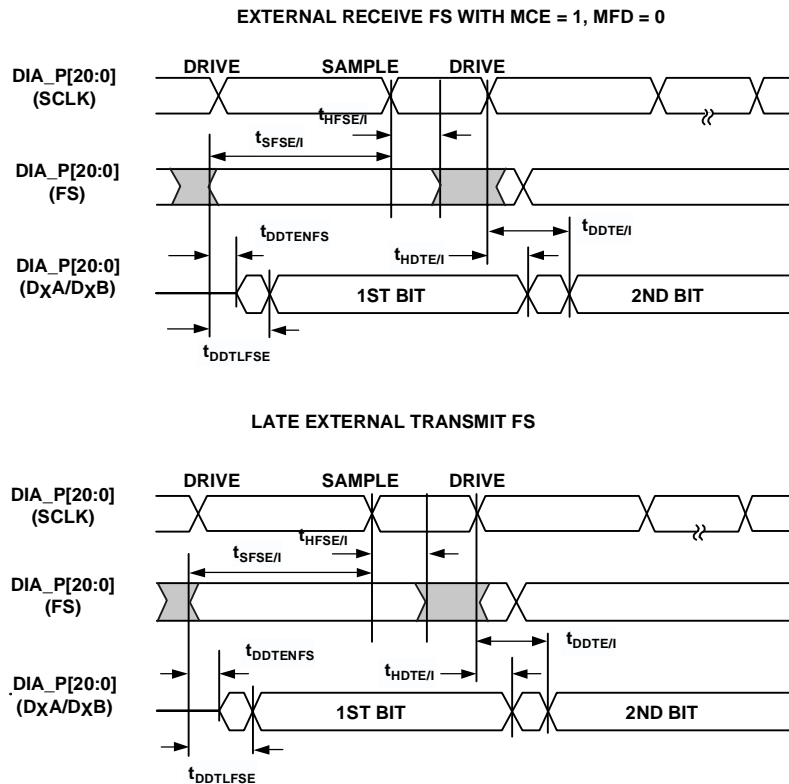 EXTERNAL RECEIVE FS WITH MCE = 1, MFD = 0
DIA_P[20:0]
(SCLK)
DRIVE SAMPLE DRIVE
tHFSE/I
tSFSE/I
DIA_P[20:0]
(FS)
tDDTENFS
tDDTE/I
tHDTE/I
DIA_P[20:0]
(DXA/DXB)
1ST BIT 2ND BIT
tDDTLFSE
LATE EXTERNAL TRANSMIT FS
DIA_P[20:0]
(SCLK)
DRIVE SAMPLE DRIVE
tHFSE/I
tSFSE/I
DIA_P[20:0]
(FS)
tDDTENFS
tDDTE/I
tHDTE/I
DIA_P[20:0]
(DXA/DXB)
1ST BIT 2ND BIT
tDDTLFSE